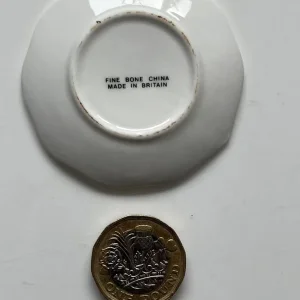 FINE BONE CHINA
MADE IN BRITAIN
ONE POUND